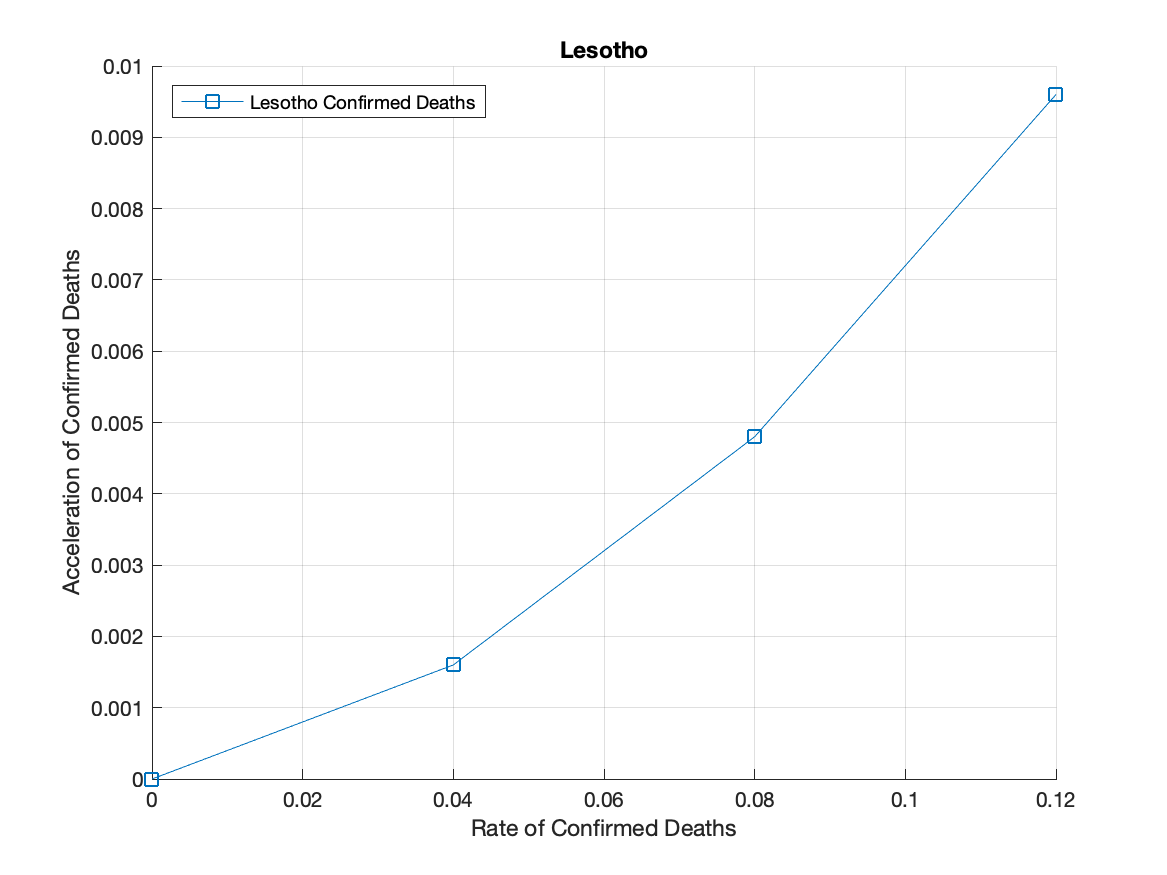 Lesotho
Lesotho Confirmed Deaths
Acceleration of Confirmed Deaths
0.01
0.009
0.008
0.007
0.006
0.005
0.004
0.003
0.002
0.001
0
0 0.02 0.04 0.06 0.08 0.1 0.12
Rate of Confirmed Deaths